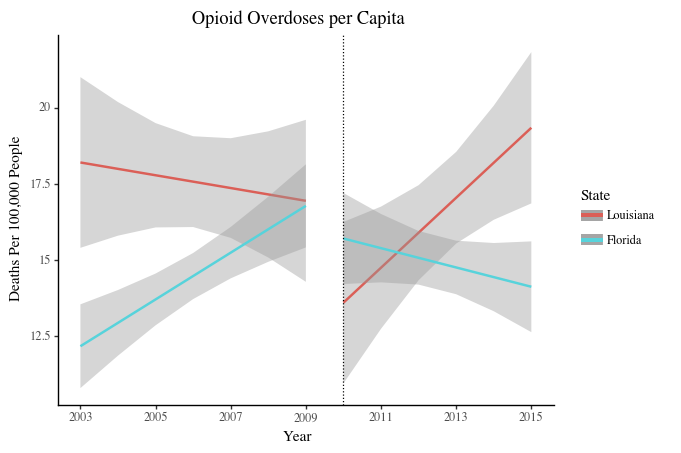 Opioid Overdoses per Capita
Deaths Per 100,000 People
20
17.5
15
12.5
2003
2005
2007
2009
2011
2013
2015
Year
State
Louisiana
Florida